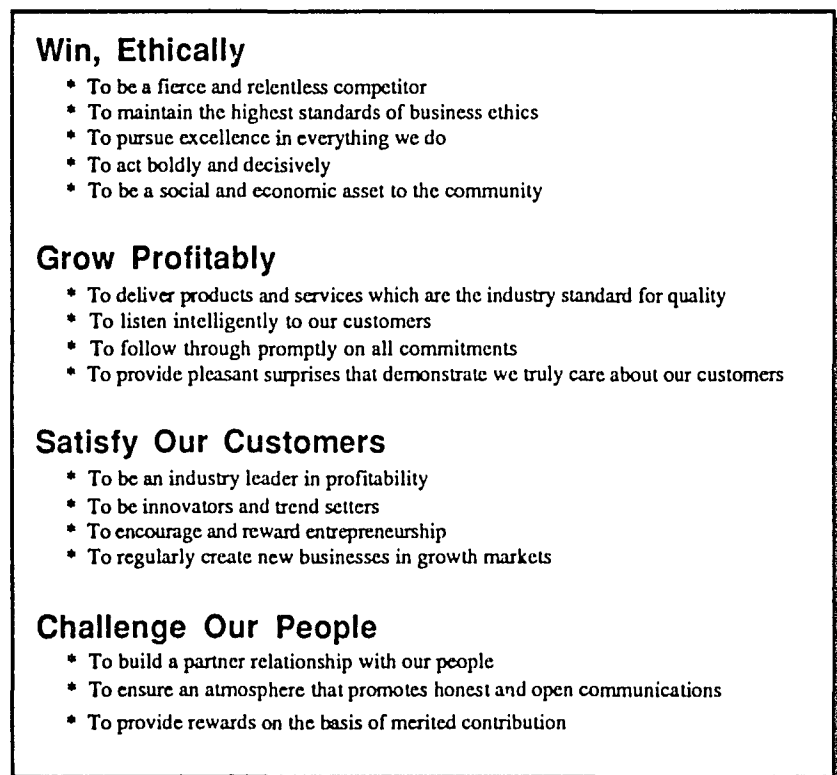 Win, Ethically
* To be a fierce and relentless competitor
* To maintain the highest standards of business ethics
* To pursue excellence in everything we do
* To act boldly and decisively
* To be a social and economic asset to the community
Grow Profitably
* To deliver products and services which are the industry standard for quality
* To listen intelligently to our customers
* To follow through promptly on all commitments
* To provide pleasant surprises that demonstrate we truly care about our customers
Satisfy Our Customers
* To be an industry leader in profitability
* To be innovators and trend setters
* To encourage and reward entrepreneurship
* To regularly create new businesses in growth markets
Challenge Our People
* To build a partner relationship with our people
* To ensure an atmosphere that promotes honest and open communications
* To provide rewards on the basis of merited contribution